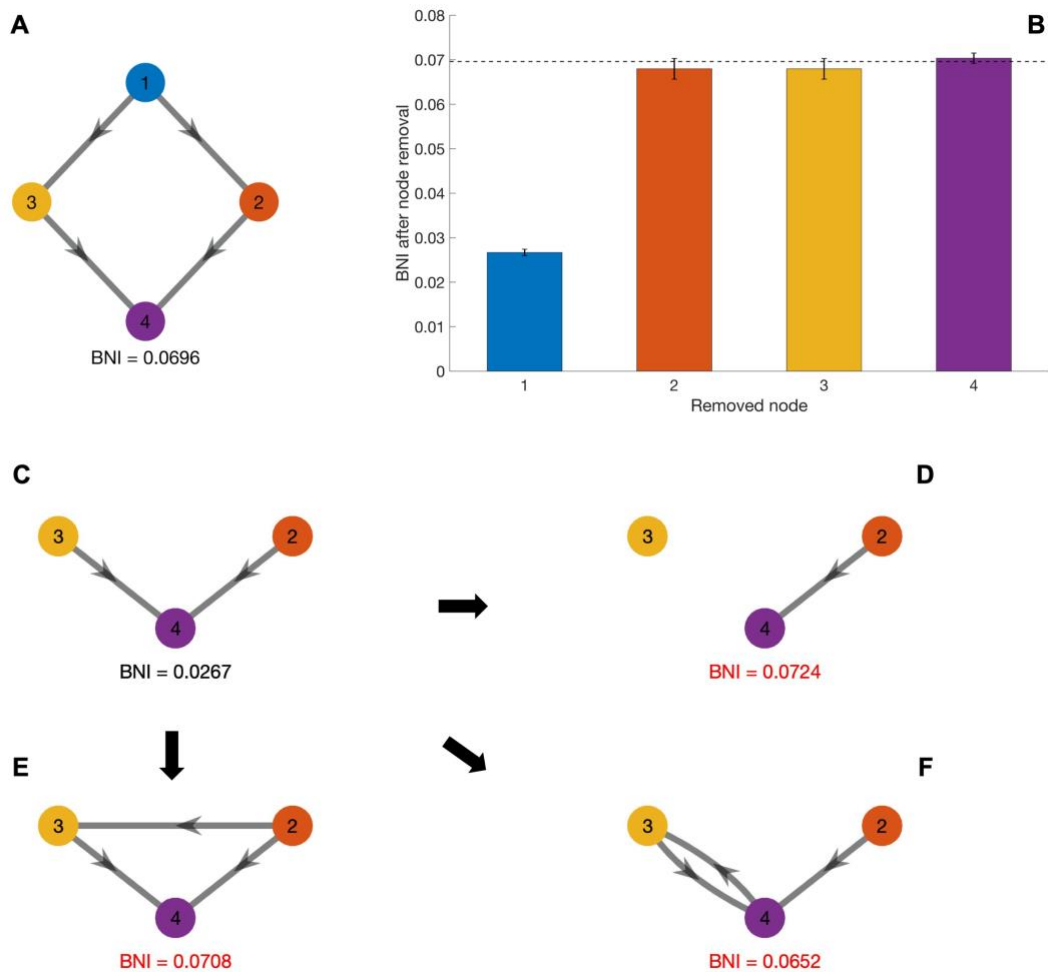 A
1
3
2
4
BNI = 0.0696
B
BNI after node removal
0.08
0.07
0.06
0.05
0.04
0.03
0.02
0.01
0
1 2 3 4
Removed node
C
3 2
4
BNI = 0.0267
D
3 2
4
BNI = 0.0724
E
3 2
4
BNI = 0.0708
F
3 2
4
BNI = 0.0652